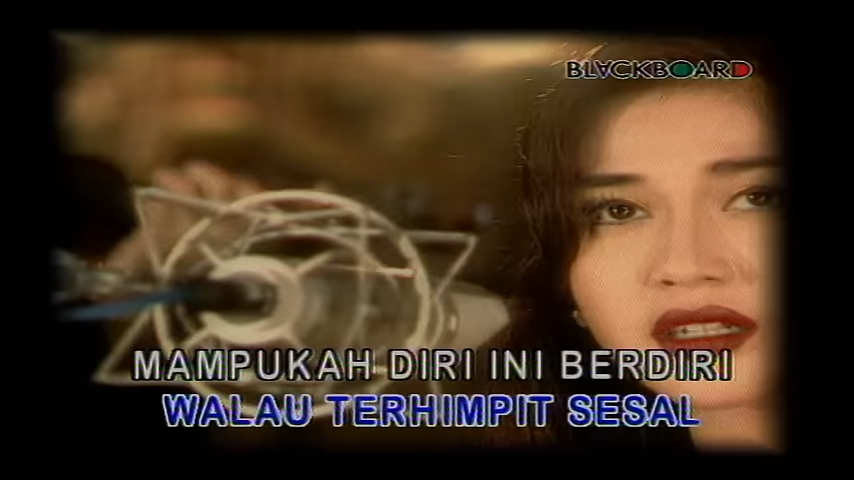 BLACKBOARD
MAMPUKAH DIRI INI BERDIRI
WALAU TERHIMPIT SESAL